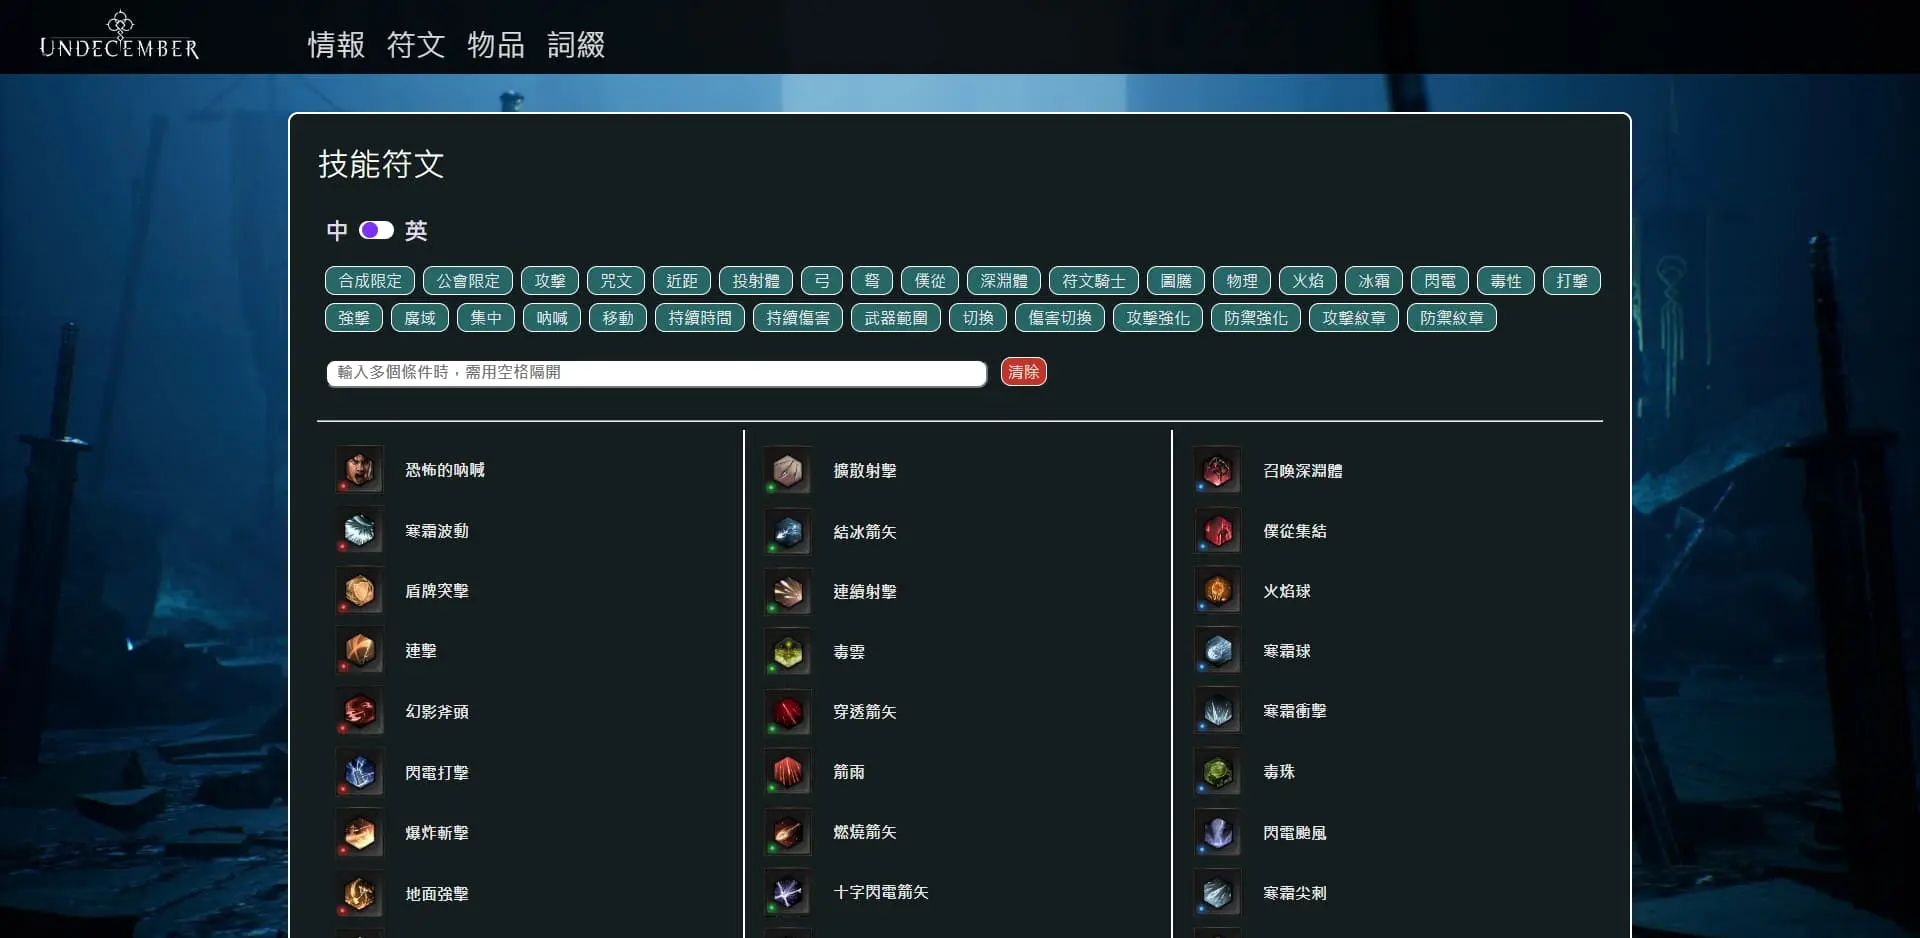 UNDECEMBER
情報 符文 物品 詞綴
技能符文
中 英
合成限定 公會限定 攻擊 咒文 近距 投射體 弓 弩 僕從 深淵體 符文騎士 圖騰 物理 火焰 冰霜 閃電 毒性 打擊
強擊 廣域 集中 吶喊 移動 持續時間 持續傷害 武器範圍 切換 傷害切換 攻擊強化 防禦強化 攻擊紋章 防禦紋章
輸入多個條件時，需用空格隔開 清除
恐怖的吶喊 擴散射擊 召喚深淵體
寒霜波動 結冰箭矢 僕從集結
盾牌突擊 連續射擊 火焰球
連擊 毒雲 寒霜球
幻影斧頭 穿透箭矢 寒霜衝擊
閃電打擊 箭雨 毒珠
爆炸斬擊 燃燒箭矢 閃電颱風
地面強擊 十字閃電箭矢 寒霜尖刺